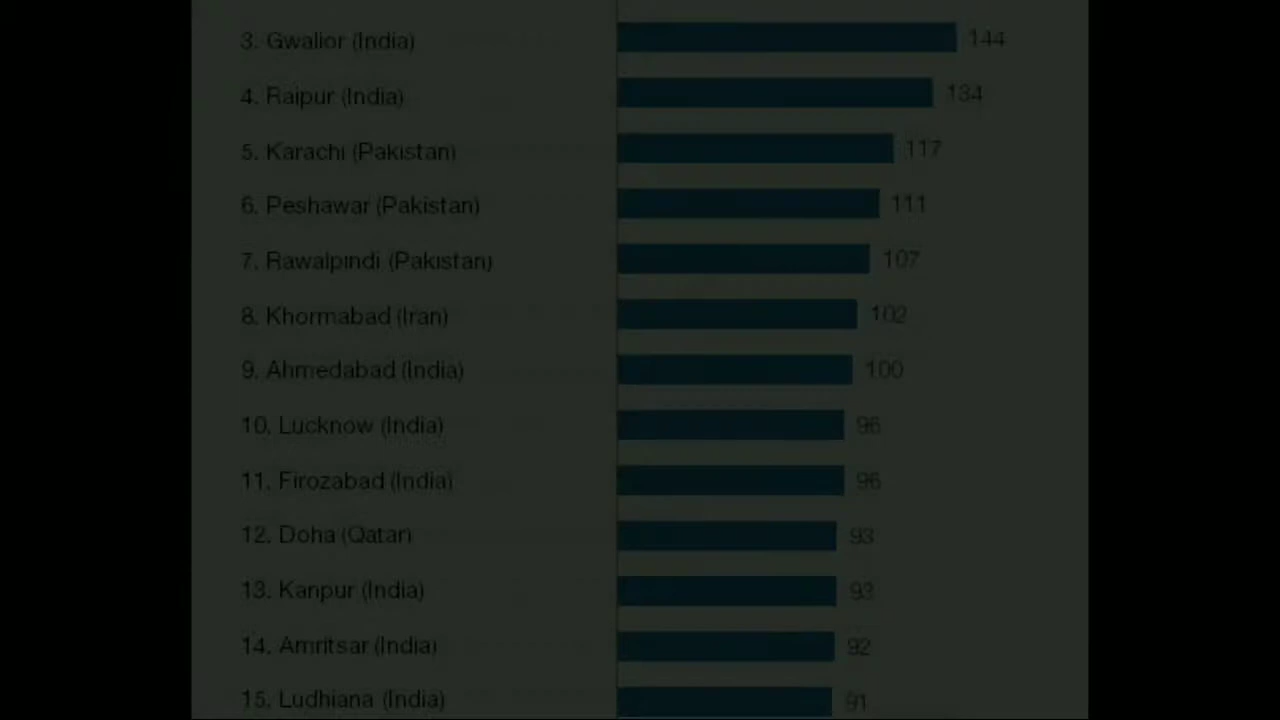 3. Gwalior (India) 144
4. Raipur (India) 134
5. Karachi (Pakistan) 117
6. Peshawar (Pakistan) 111
7. Rawalpindi (Pakistan) 107
8. Khormabad (Iran) 102
9. Ahmedabad (India) 100
10. Lucknow (India) 96
11. Firozabad (India) 96
12. Doha (Qatar) 93
13. Kanpur (India) 93
14. Amritsar (India) 92
15. Ludhiana (India) 91